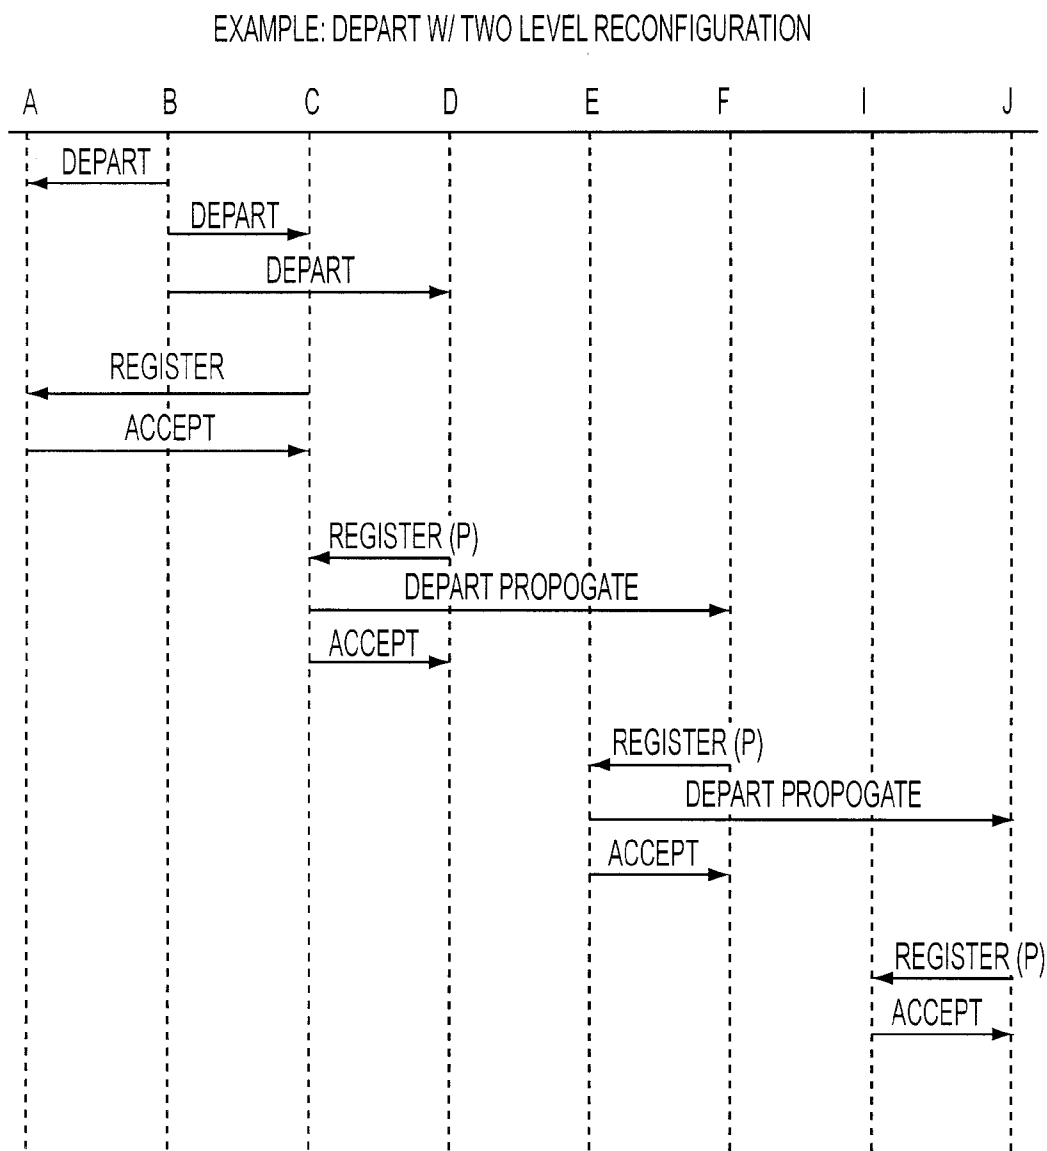 EXAMPLE: DEPART W/ TWO LEVEL RECONFIGURATION
A B C D E F I J
DEPART
DEPART
DEPART
REGISTER
ACCEPT
REGISTER (P)
DEPART PROPOGATE
ACCEPT
REGISTER (P)
DEPART PROPOGATE
ACCEPT
REGISTER (P)
ACCEPT